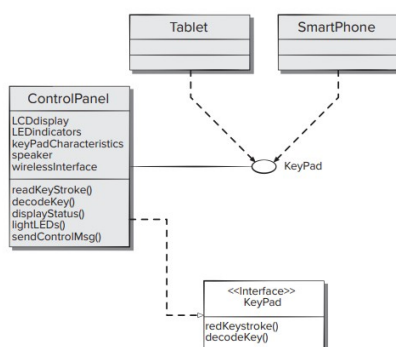 Tablet
SmartPhone
ControlPanel
LCDdisplay
LEDindicators
keyPadCharacteristics
speaker
wirelessInterface
readKeyStroke()
decodeKey()
displayStatus()
lightLEDs()
sendControlMsg()
KeyPad
<<Interface>>
KeyPad
redKeystroke()
decodeKey()